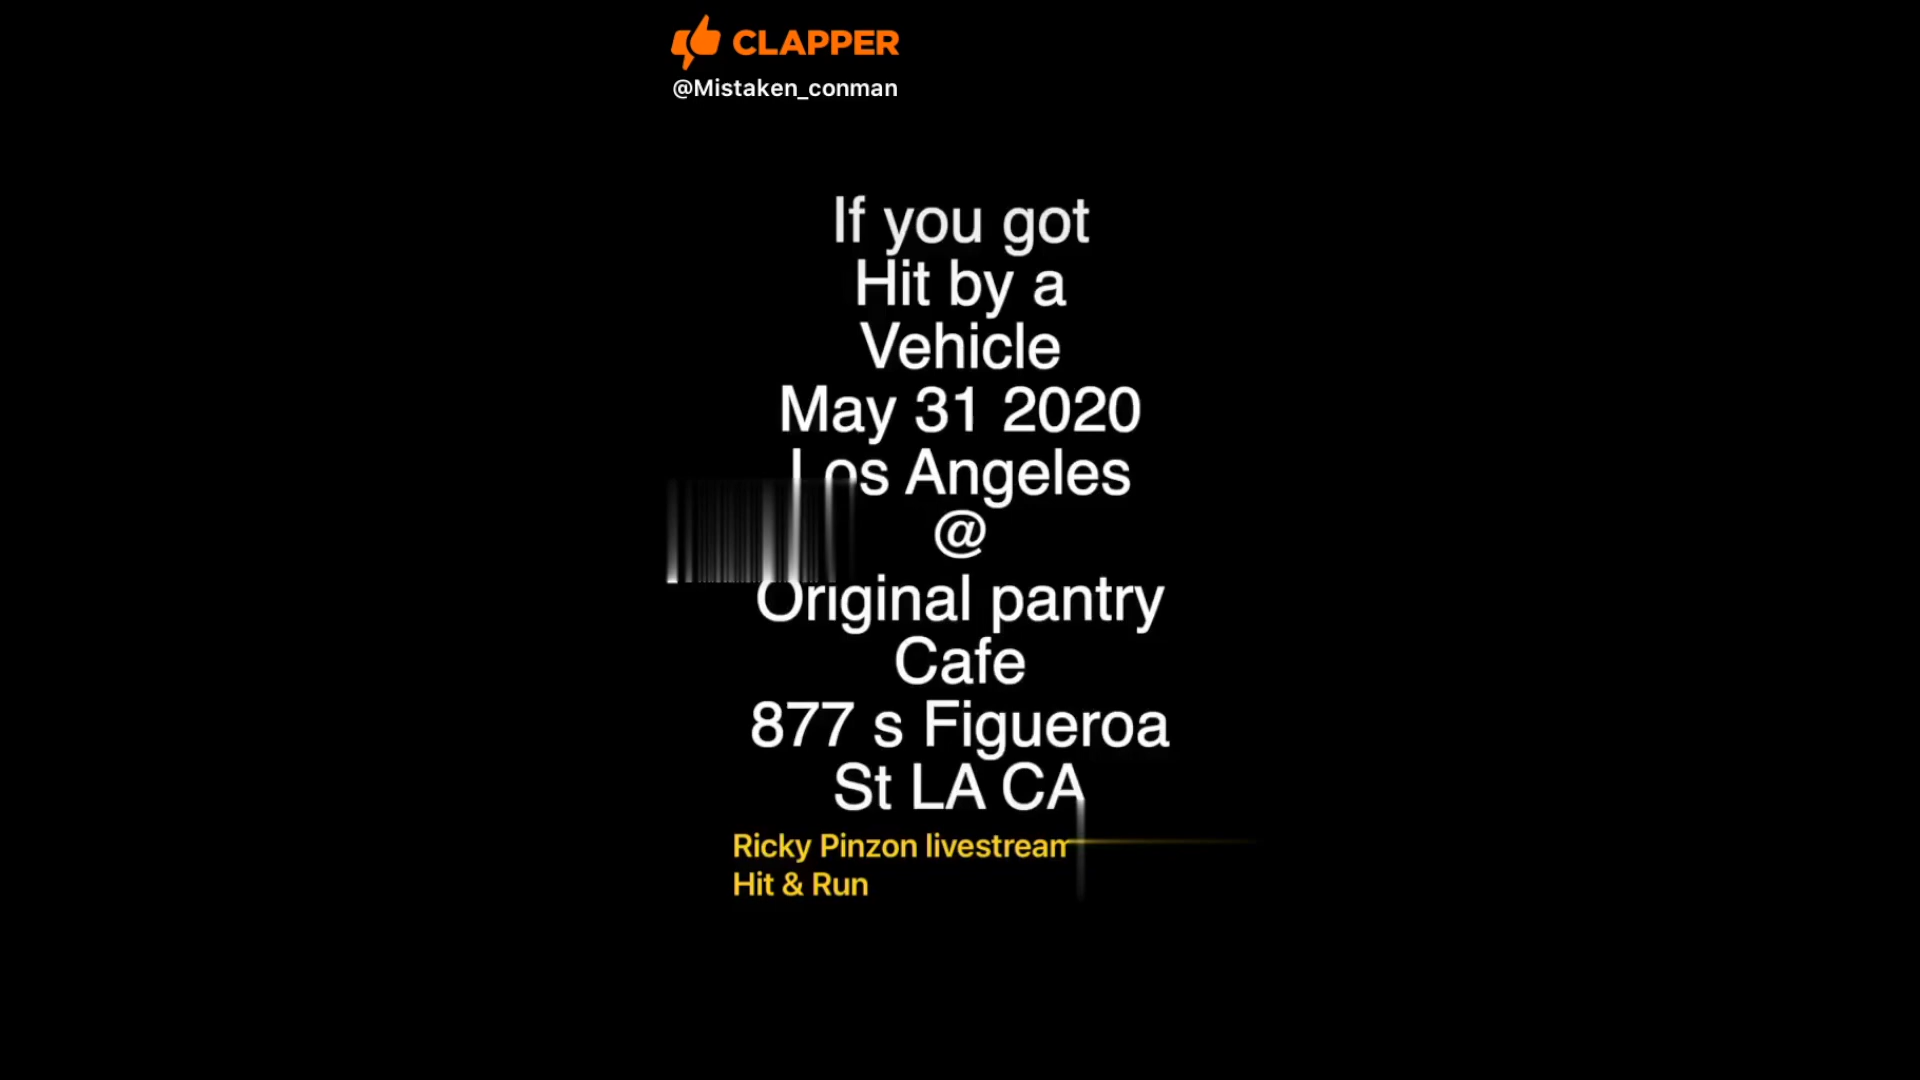 CLAPPER
@Mistaken_conman
If you got
Hit by a
Vehicle
May 31 2020
Los Angeles
@
Original pantry
Cafe
877 s Figueroa
St LA CA
Ricky Pinzon livestream
Hit & Run